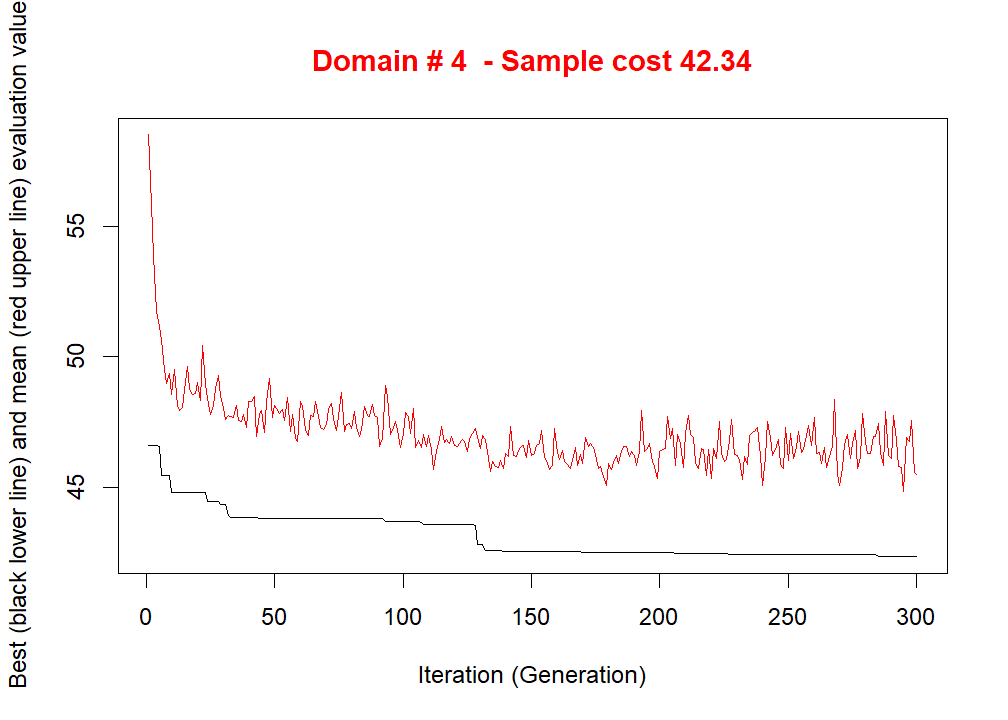 Domain # 4  - Sample cost 42.34
Best (black lower line) and mean (red upper line) evaluation value
55
50
45
0 50 100 150 200 250 300
Iteration (Generation)